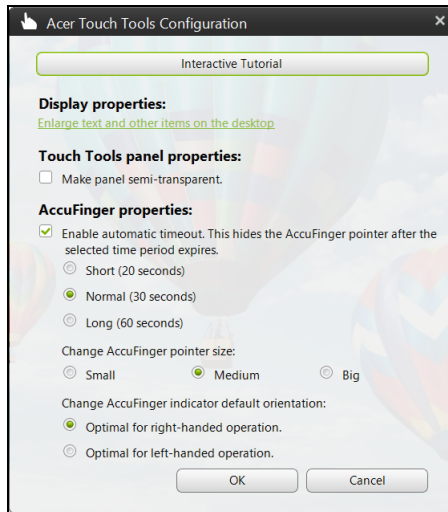 Acer Touch Tools Configuration
Interactive Tutorial
Display properties:
Enlarge text and other items on the desktop
Touch Tools panel properties:
Make panel semi-transparent.
AccuFinger properties:
Enable automatic timeout. This hides the AccuFinger pointer after the
selected time period expires.
Short (20 seconds)
Normal (30 seconds)
Long (60 seconds)
Change AccuFinger pointer size:
Small Medium Big
Change AccuFinger indicator default orientation:
Optimal for right-handed operation.
Optimal for left-handed operation.
OK Cancel